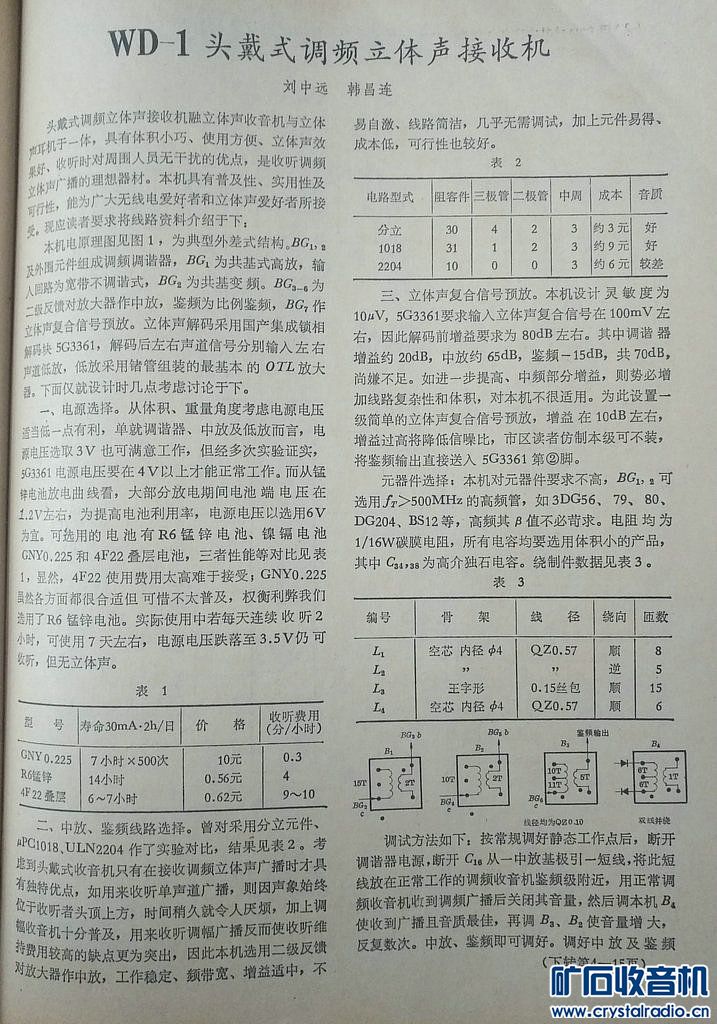 WD-1 头戴式调频立体声接收机
刘中远 韩昌连
头戴式调频立体声接收机融立体声收音机与立体
声耳机于一体，具有体积小巧、使用方便、立体声效
果好、收听时对周围人员无干扰的优点，是收听调频
立体声广播的理想器材。本机具有普及性、实用性及
可行性，能为广大无线电爱好者和立体声爱好者所接
受。现应读者要求将线路资料介绍于下：
本机电原理图见图1，为典型外差式结构。BG1，2
及外围元件组成调频调谐器，BG1为共基式高放，输
入回路为宽带不调谐式，BG2为共基变频。BG3-6为
二级反馈对放大器作中放，鉴频为比例鉴频，BG7作
立体声复合信号预放。立体声解码采用国产集成锁相
解码块5G3361，解码后左右声道信号分别输入左右
声道低放，低放采用锗管组装的最基本的OTL放大
器。下面仅就设计时几点考虑讨论于下。
一、电源选择。从体积、重量角度考虑电源电压
适当低一点有利，单就调谐器、中放及低放而言，电
源电压选取3V也可满意工作，但经多次实验证实，
5G3361电源电压要在4V以上才能正常工作。而从锰
锌电池放电曲线看，大部分放电期间电池端电压在
1.2V左右，为提高电池利用率，电源电压以选用6V
为宜。可选用的电池有R6锰锌电池、镍镉电池
GNY0.225和4F22叠层电池，三者性能等对比见表
1，显然，4F22使用费用太高难于接受；GNY0.225
虽然各方面都很合适但可惜不太普及，权衡利弊我们
选用了R6锰锌电池。实际使用中若每天连续收听2
小时，可使用7天左右，电源电压跌落至3.5V仍可
收听，但无立体声。
表 1
型 号 寿命30mA·2h/日 价 格 收听费用(分/小时)
GNY0.225 7小时×500次 10元 0.3
R6锰锌 14小时 0.56元 4
4F22叠层 6～7小时 0.62元 9～10
二、中放、鉴频线路选择。曾对采用分立元件、
μPC1018、ULN2204作了实验对比，结果见表2。考
虑到头戴式收音机只有在接收调频立体声广播时才具
有独特优点，如用来收听单声道广播，则因声象始终
位于收听者头顶上方，时间稍久就令人厌烦，加上调
幅收音机十分普及，用来收听调幅广播反而使收听维
持费用较高的缺点更为突出，因此本机选用二级反馈
对放大器作中放，工作稳定、频带宽、增益适中，不
易自激、线路简洁，几乎无需调试，加上元件易得、
成本低，可行性也较好。
表 2
电路型式 阻容件 三极管 二极管 中周 成本 音质
分立 30 4 2 3 约3元 好
1018 31 1 2 3 约9元 好
2204 10 0 0 3 约6元 较差
三、立体声复合信号预放。本机设计灵敏度为
10μV，5G3361要求输入立体声复合信号在100mV左
右，因此解码前增益要求为80dB左右。其中调谐器
增益约20dB，中放约65dB，鉴频－15dB，共70dB，
尚嫌不足。如进一步提高、中频部分增益，则势必增
加线路复杂性和体积，对本机不很适用。为此设置一
级简单的立体声复合信号预放，增益在10dB左右，
增益过高将降低信噪比，市区读者仿制本级可不装，
将鉴频输出直接送入5G3361第②脚。
元器件选择：本机对元器件要求不高，BG1，2可
选用fT＞500MHz的高频管，如3DG56、79、80、
DG204、BS12等，高频其β值不必苛求。电阻均为
1/16W碳膜电阻，所有电容均要选用体积小的产品，
其中C34,38为高介独石电容。绕制件数据见表3。
表 3
编号 骨 架 线 径 绕向 匝数
L1 空芯 内径φ4 QZ0.57 顺 8
L2 〃 〃 逆 5
L3 王字形 0.15丝包 顺 15
L4 空芯 内径φ4 QZ0.57 顺 6
BG3 b BG5 b 鉴频输出
B1 B2 B3 B4
15T 2T 10T 2T 10T 11T 5T 6T 6T 1T
BG2 c BG4 c BG6 c
线径均为QZ0.10 双线并绕
调试方法如下：按常规调好静态工作点后，断开
调谐器电源，断开C16从一中放基极引一短线，将此短
线放在正常工作的调频收音机鉴频级附近，用正常调
频收音机收到调频广播后关闭其音量，然后调本机B4
使收到广播且音质最佳，再调B3、B2使音量增大，
反复数次。中放、鉴频即可调好。调好中放及鉴频
(下转第4—15页)
矿石收音机
www.crystalradio.cn